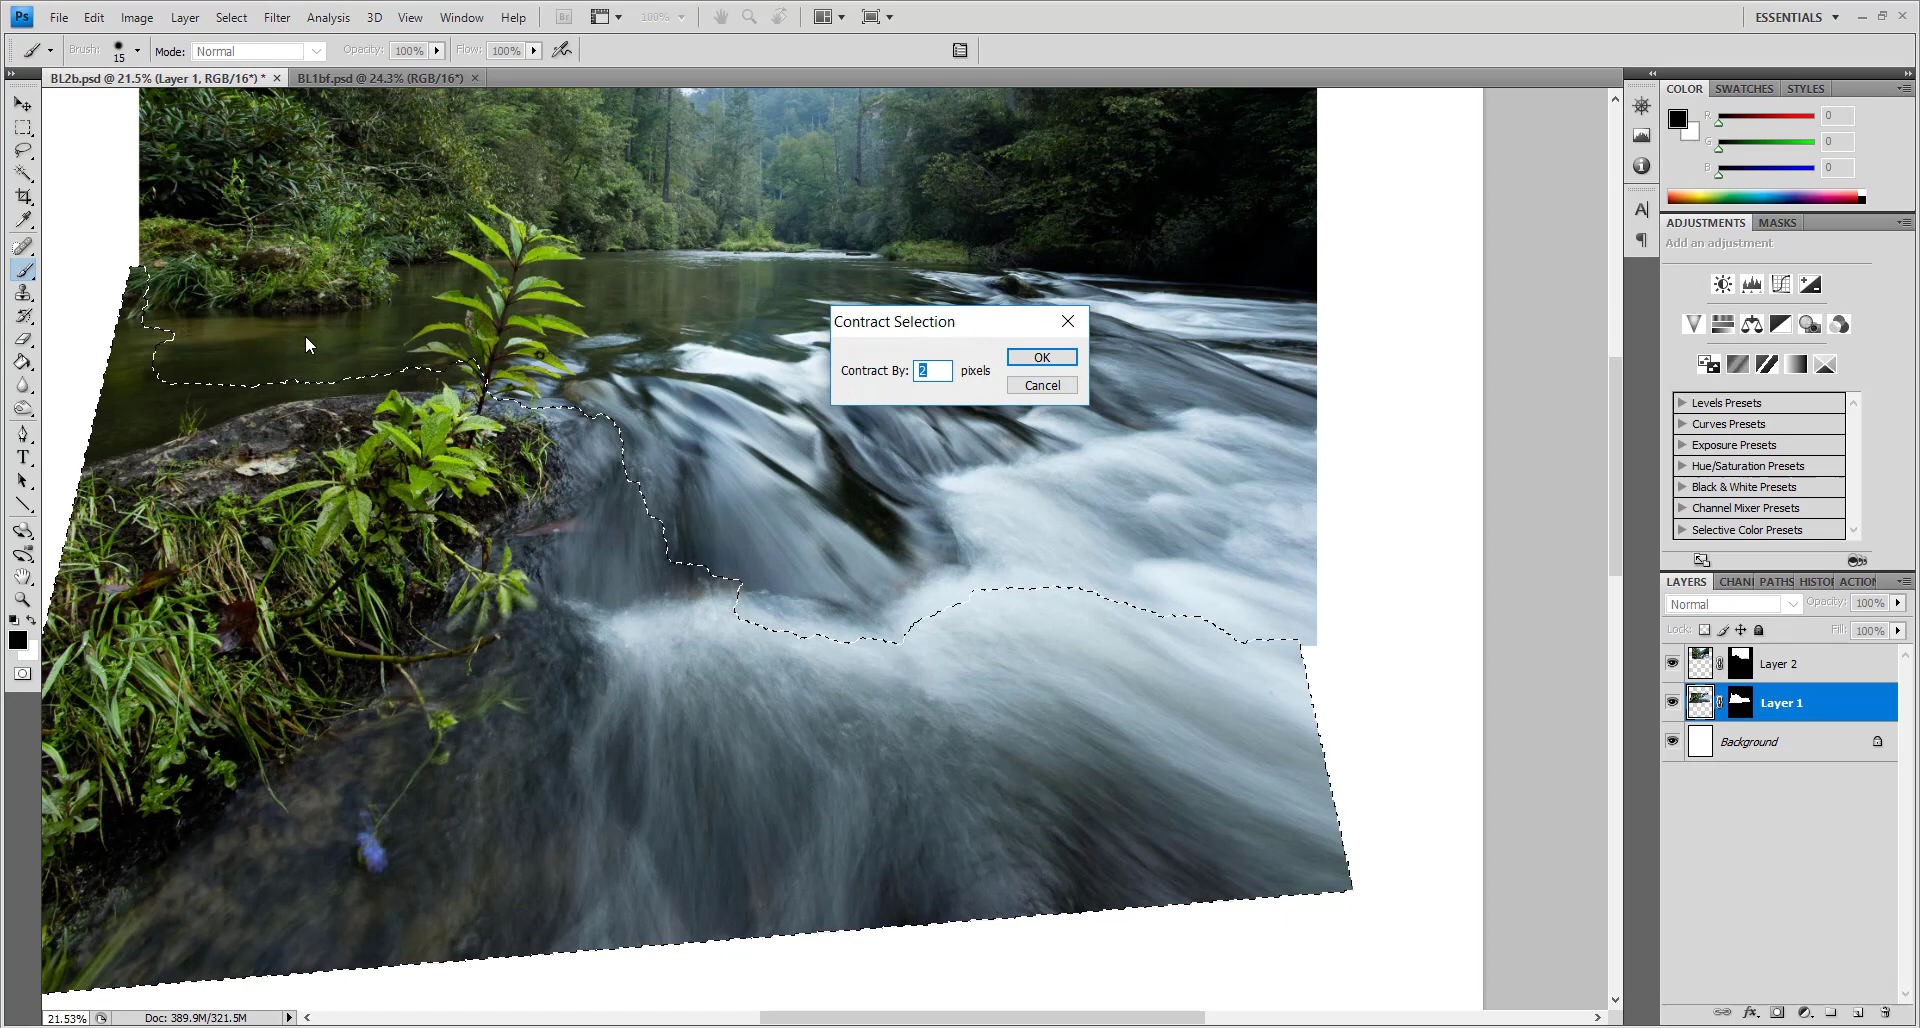 Ps File Edit Image Layer Select Filter Analysis 3D View Window Help Br 100% ESSENTIALS
Brush: 15 Mode: Normal Opacity: 100% Flow: 100%
BL2b.psd @ 21.5% (Layer 1, RGB/16*) * × BL1bf.psd @ 24.3% (RGB/16*) ×
COLOR SWATCHES STYLES
R 0
G 0
B 0
ADJUSTMENTS MASKS
Add an adjustment
Contract Selection
Contract By: 2 pixels
OK
Cancel
Levels Presets
Curves Presets
Exposure Presets
Hue/Saturation Presets
Black & White Presets
Channel Mixer Presets
Selective Color Presets
LAYERS CHANI PATHS HISTOI ACTION
Normal Opacity: 100%
Lock: Fill: 100%
Layer 2
Layer 1
Background
21.53% Doc: 389.9M/321.5M